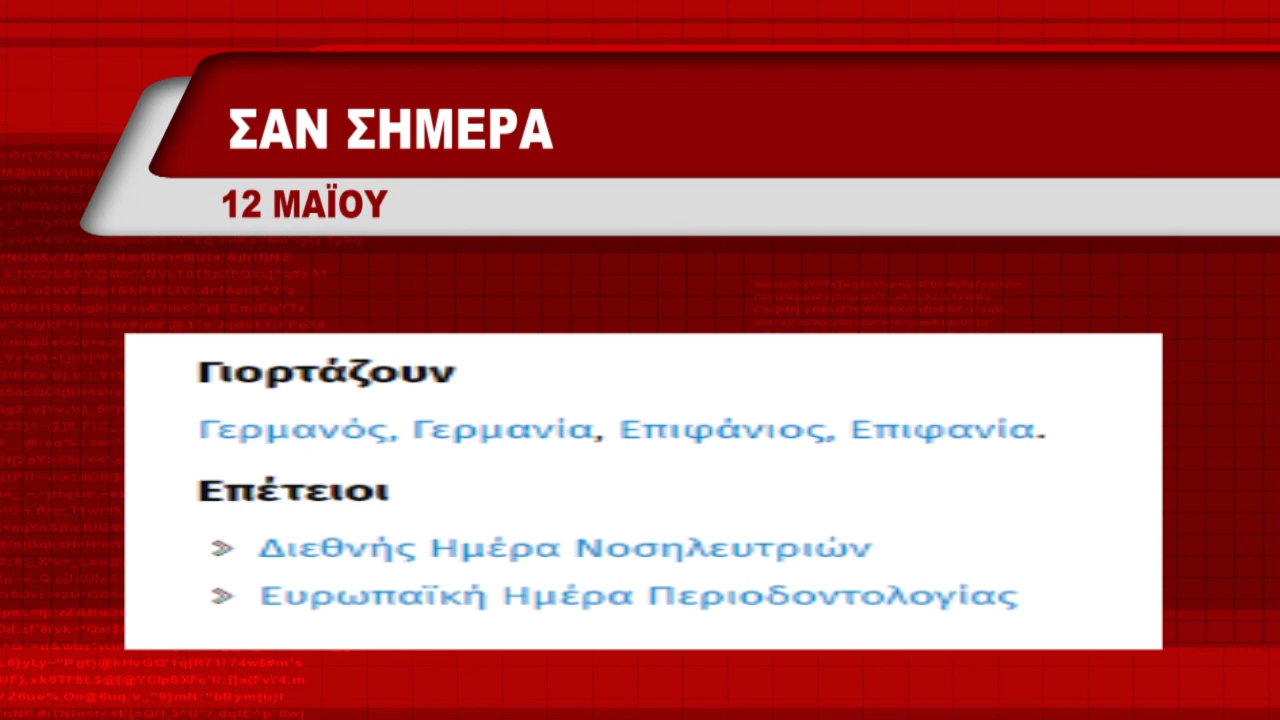 ΣΑΝ ΣΗΜΕΡΑ
12 ΜΑΪΟΥ
Γιορτάζουν
Γερμανός, Γερμανία, Επιφάνιος, Επιφανία.
Επέτειοι
Διεθνής Ημέρα Νοσηλευτριών
Ευρωπαϊκή Ημέρα Περιοδοντολογίας